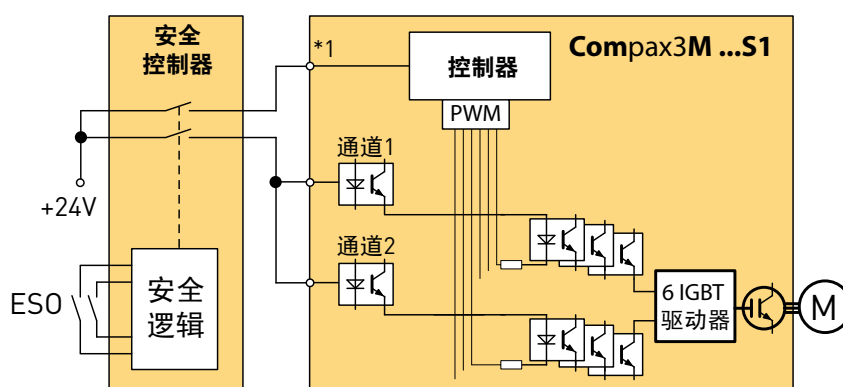 安全
控制器
*1
控制器
Compax3M ...S1
PWM
通道1
+24V
通道2
ESO
安全
逻辑
6 IGBT
驱动器
M